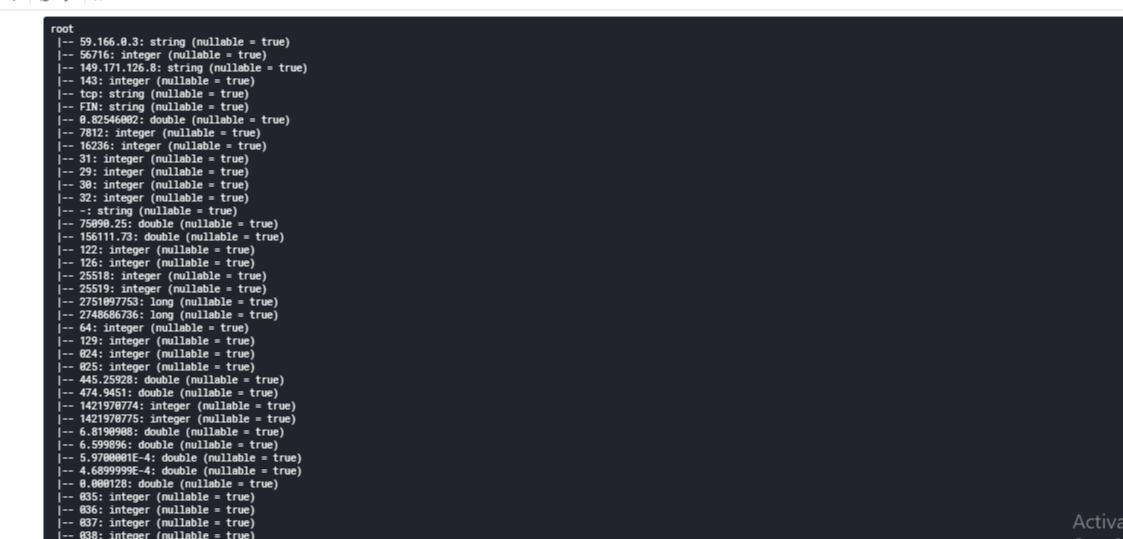 root
|-- 59.166.0.3: string (nullable = true)
|-- 56716: integer (nullable = true)
|-- 149.171.126.8: string (nullable = true)
|-- 143: integer (nullable = true)
|-- tcp: string (nullable = true)
|-- FIN: string (nullable = true)
|-- 0.82546002: double (nullable = true)
|-- 7812: integer (nullable = true)
|-- 16236: integer (nullable = true)
|-- 31: integer (nullable = true)
|-- 29: integer (nullable = true)
|-- 30: integer (nullable = true)
|-- 32: integer (nullable = true)
|-- -: string (nullable = true)
|-- 75090.25: double (nullable = true)
|-- 156111.73: double (nullable = true)
|-- 122: integer (nullable = true)
|-- 126: integer (nullable = true)
|-- 25518: integer (nullable = true)
|-- 25519: integer (nullable = true)
|-- 2751097753: long (nullable = true)
|-- 2748686736: long (nullable = true)
|-- 64: integer (nullable = true)
|-- 129: integer (nullable = true)
|-- 024: integer (nullable = true)
|-- 025: integer (nullable = true)
|-- 445.25928: double (nullable = true)
|-- 474.9451: double (nullable = true)
|-- 1421970774: integer (nullable = true)
|-- 1421970775: integer (nullable = true)
|-- 6.8190908: double (nullable = true)
|-- 6.599896: double (nullable = true)
|-- 5.9700001E-4: double (nullable = true)
|-- 4.6899999E-4: double (nullable = true)
|-- 0.000128: double (nullable = true)
|-- 035: integer (nullable = true)
|-- 036: integer (nullable = true)
|-- 037: integer (nullable = true)
|-- 038: integer (nullable = true)
Activa